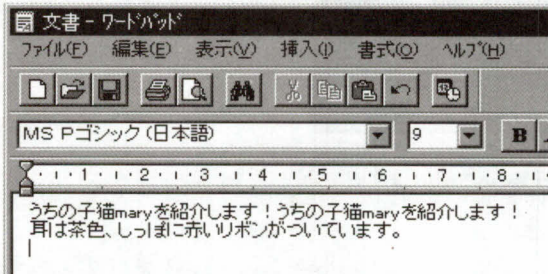 文書 - ワードパッド
ファイル(F) 編集(E) 表示(V) 挿入(I) 書式(O) ヘルプ(H)
MS Pゴシック (日本語) 9 B
1 2 3 4 5 6 7 8
うちの子猫maryを紹介します！うちの子猫maryを紹介します！
耳は茶色、しっぽに赤いリボンがついています。